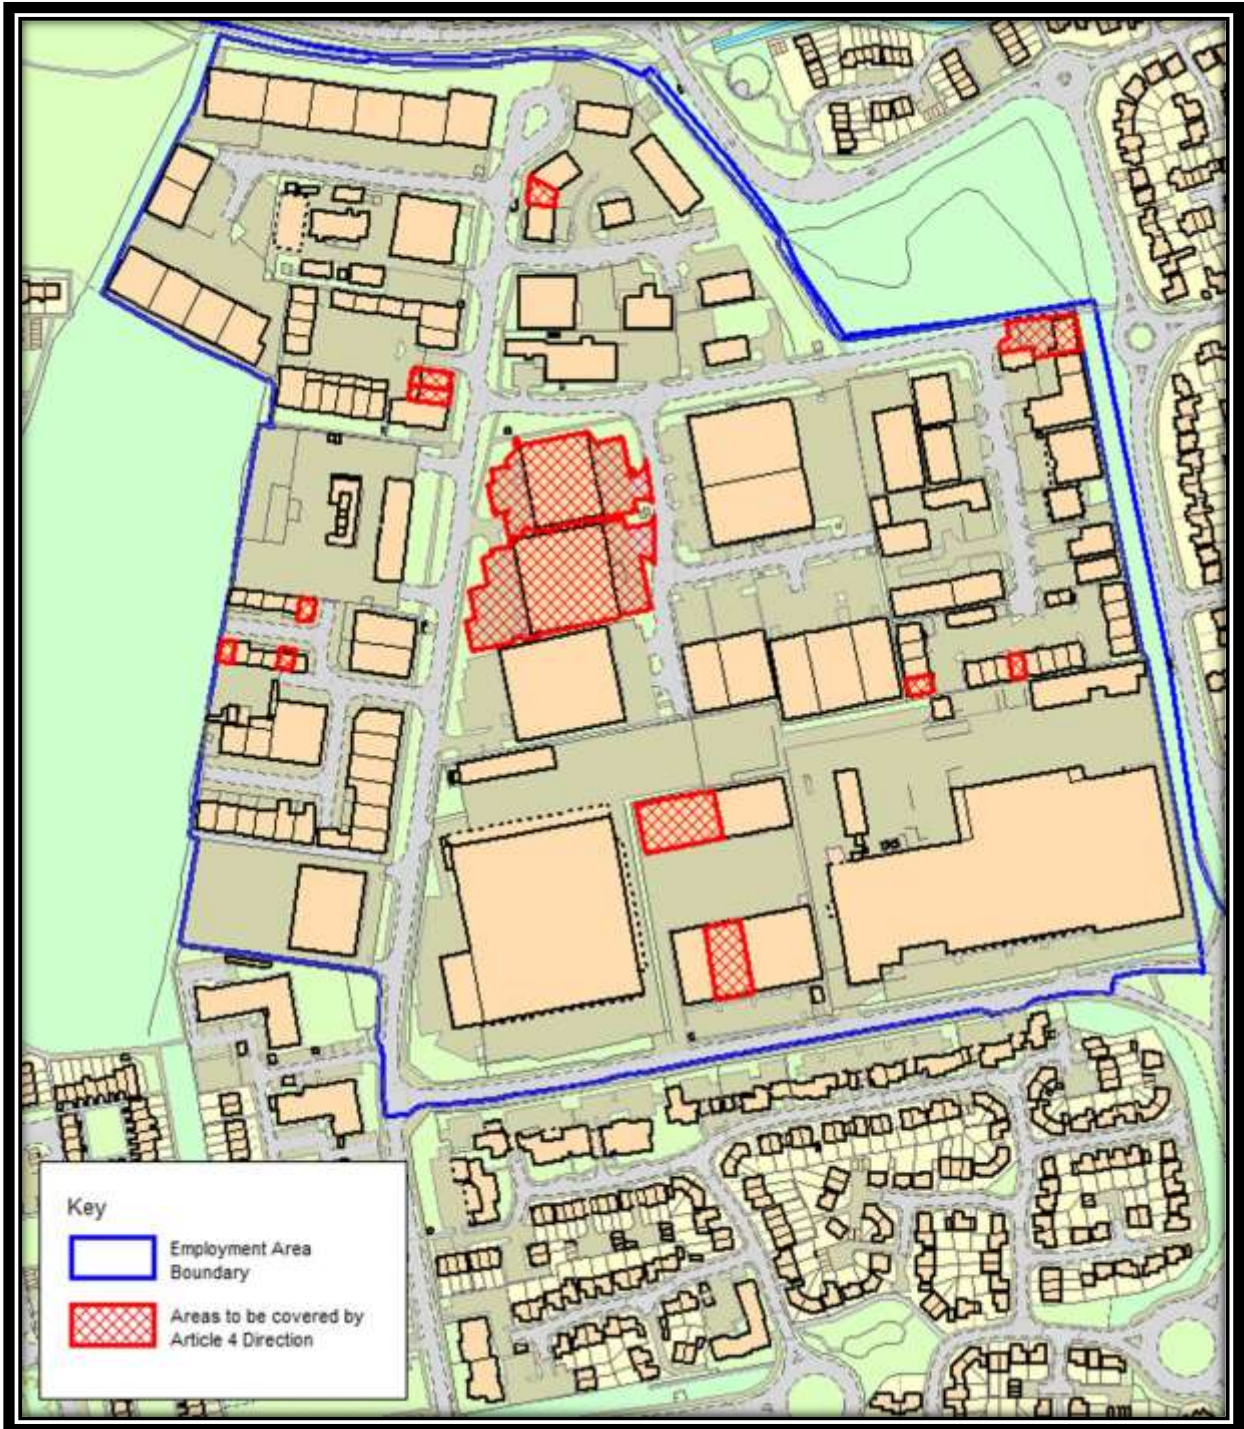 Key
Employment Area
Boundary
Areas to be covered by
Article 4 Direction